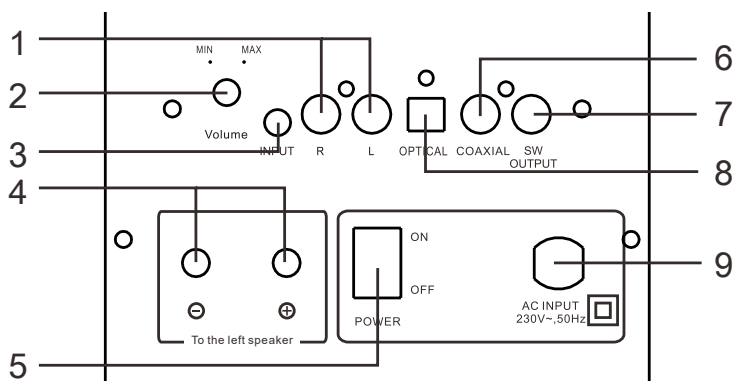 1
MIN MAX
6
2
7
Volume
3
INPUT R L OPTICAL COAXIAL SW
OUTPUT
8
4
ON
9
OFF
− +
AC INPUT
230V~,50Hz
POWER
To the left speaker
5